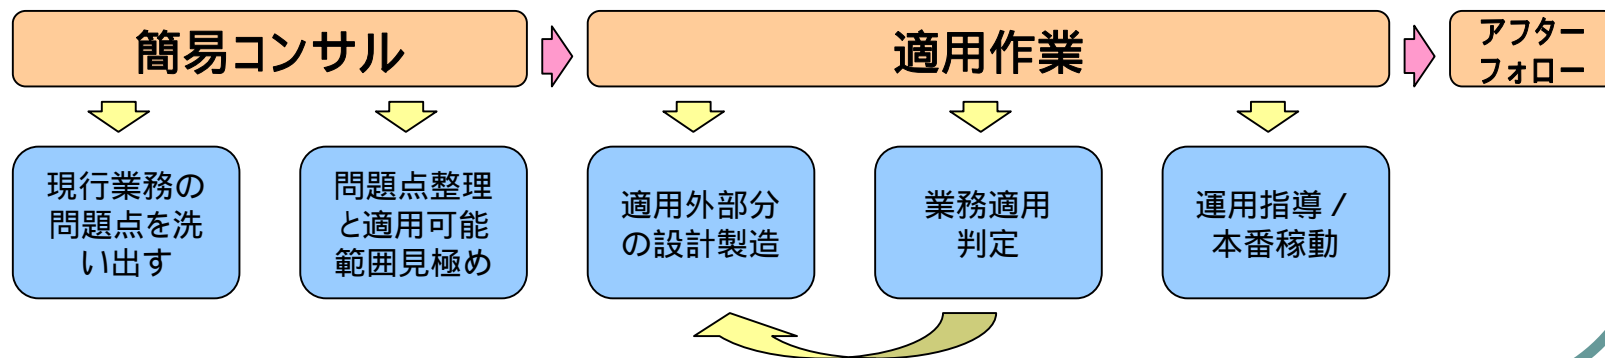 簡易コンサル
適用作業
アフター
フォロー
現行業務の
問題点を洗
い出す
問題点整理
と適用可能
範囲見極め
適用外部分
の設計製造
業務適用
判定
運用指導/
本番稼動